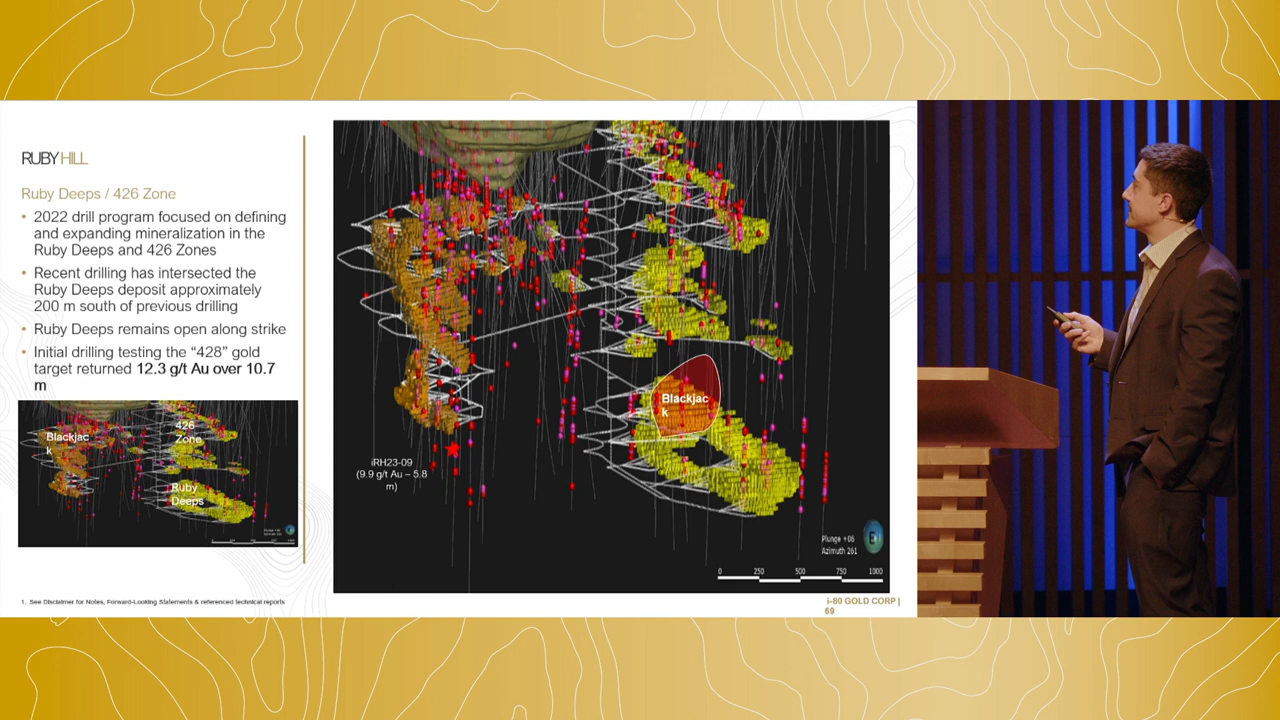 RUBY HILL
Ruby Deeps / 426 Zone
• 2022 drill program focused on defining
and expanding mineralization in the
Ruby Deeps and 426 Zones
• Recent drilling has intersected the
Ruby Deeps deposit approximately
200 m south of previous drilling
• Ruby Deeps remains open along strike
• Initial drilling testing the “428” gold
target returned 12.3 g/t Au over 10.7
m
Blackjac
k
426
Zone
Ruby
Deeps
Plunge +06
Azimuth 261
1. See Disclaimer for Notes, Forward-Looking Statements & referenced technical reports
Blackjac
k
iRH23-09
(9.9 g/t Au – 5.8
m)
Plunge +06
Azimuth 261
E
0 250 500 750 1000
i-80 GOLD CORP |
69